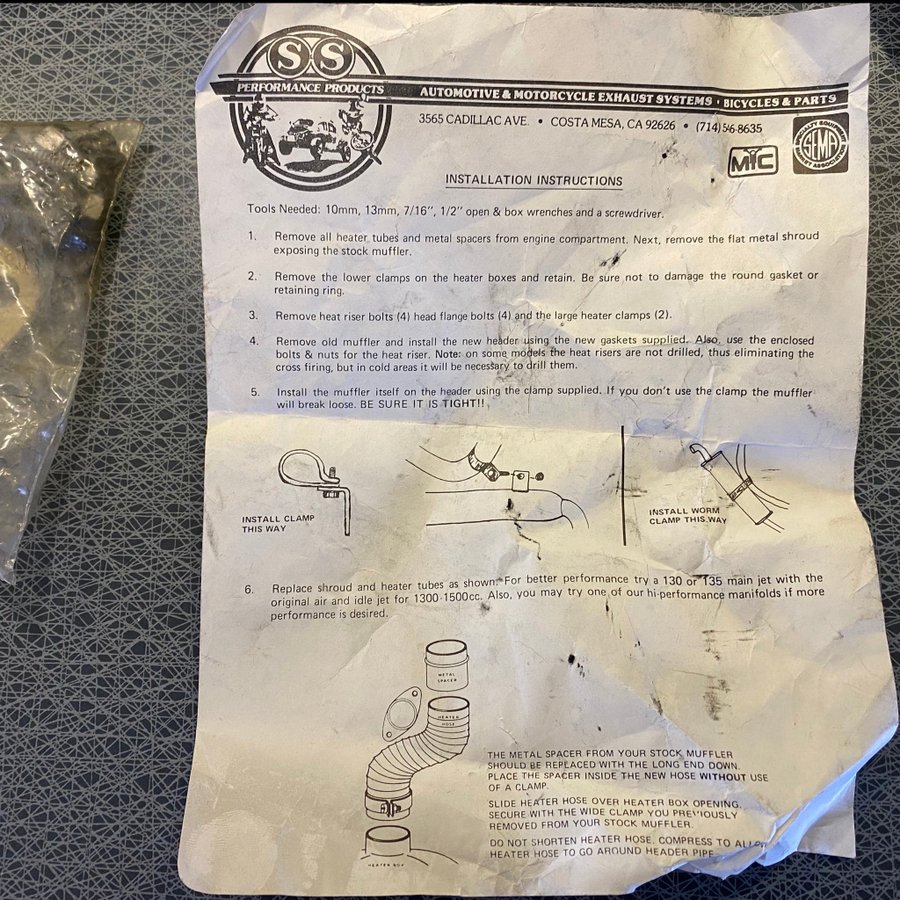 SS
PERFORMANCE PRODUCTS
AUTOMOTIVE & MOTORCYCLE EXHAUST SYSTEMS • BICYCLES & PARTS
3565 CADILLAC AVE. • COSTA MESA, CA 92626 • (714) 546-8635
MIC
SEMA
INSTALLATION INSTRUCTIONS
Tools Needed: 10mm, 13mm, 7/16", 1/2" open & box wrenches and a screwdriver.
1. Remove all heater tubes and metal spacers from engine compartment. Next, remove the flat metal shroud
exposing the stock muffler.
2. Remove the lower clamps on the heater boxes and retain. Be sure not to damage the round gasket or
retaining ring.
3. Remove heat riser bolts (4) head flange bolts (4) and the large heater clamps (2).
4. Remove old muffler and install the new header using the new gaskets supplied. Also, use the enclosed
bolts & nuts for the heat riser. Note: on some models the heat risers are not drilled, thus eliminating the
cross firing, but in cold areas it will be necessary to drill them.
5. Install the muffler itself on the header using the clamp supplied. If you don't use the clamp the muffler
will break loose. BE SURE IT IS TIGHT!!
INSTALL CLAMP
THIS WAY
INSTALL WORM
CLAMP THIS WAY
6. Replace shroud and heater tubes as shown. For better performance try a 130 or 135 main jet with the
original air and idle jet for 1300-1500cc. Also, you may try one of our hi-performance manifolds if more
performance is desired.
METAL
SPACER
HEATER
HOSE
THE METAL SPACER FROM YOUR STOCK MUFFLER
SHOULD BE REPLACED WITH THE LONG END DOWN.
PLACE THE SPACER INSIDE THE NEW HOSE WITHOUT USE
OF A CLAMP.
SLIDE HEATER HOSE OVER HEATER BOX OPENING.
SECURE WITH THE WIDE CLAMP YOU PREVIOUSLY
REMOVED FROM YOUR STOCK MUFFLER.
DO NOT SHORTEN HEATER HOSE, COMPRESS TO ALLOW
HEATER HOSE TO GO AROUND HEADER PIPE
HEATER BOX